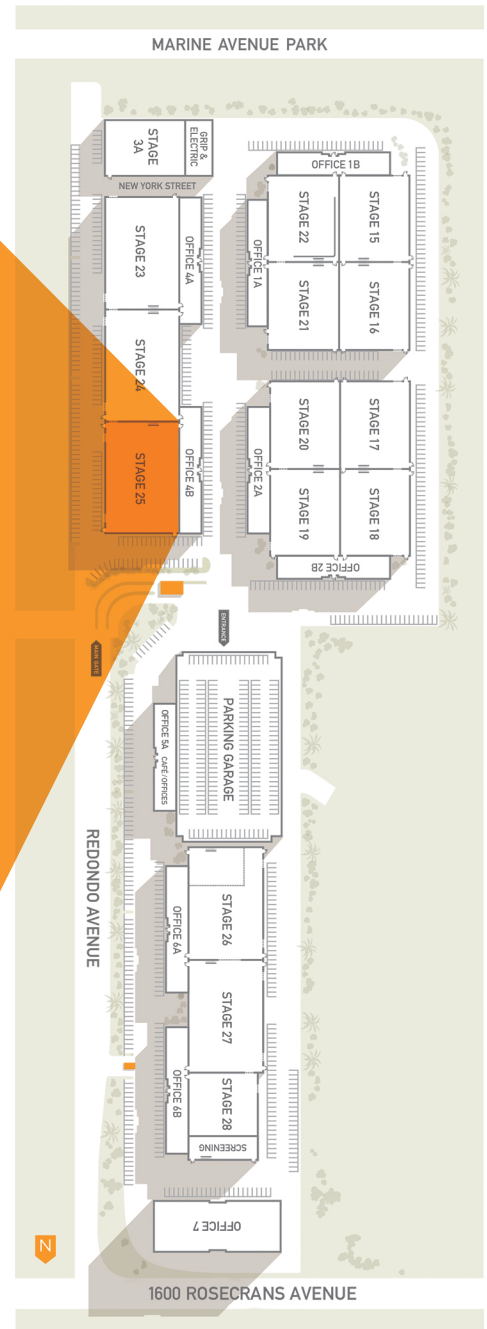 MARINE AVENUE PARK
STAGE
3A
GRIP &
ELECTRIC
NEW YORK STREET
OFFICE 1B
STAGE 23
OFFICE 4A
OFFICE 1A
STAGE 22
STAGE 15
STAGE 21
STAGE 16
STAGE 24
STAGE 25
OFFICE 4B
OFFICE 2A
STAGE 20
STAGE 17
STAGE 19
STAGE 18
OFFICE 2B
ENTRANCE
MAIN GATE
PARKING GARAGE
OFFICE 5A CAFÉ/OFFICES
REDONDO AVENUE
OFFICE 6A
STAGE 26
STAGE 27
OFFICE 6B
STAGE 28
SCREENING
OFFICE 7
N
1600 ROSECRANS AVENUE